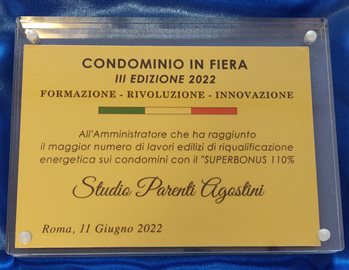 CONDOMINIO IN FIERA
III EDIZIONE 2022
FORMAZIONE - RIVOLUZIONE - INNOVAZIONE
All'Amministratore che ha raggiunto
il maggior numero di lavori edilizi di riqualificazione
energetica sui condomini con il "SUPERBONUS 110%
Studio Parenti Agostini
Roma, 11 Giugno 2022